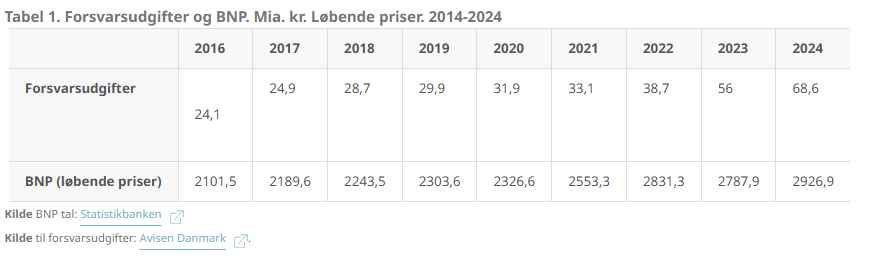 Tabel 1. Forsvarsudgifter og BNP. Mia. kr. Løbende priser. 2014-2024
2016 2017 2018 2019 2020 2021 2022 2023 2024
Forsvarsudgifter 24,1 24,9 28,7 29,9 31,9 33,1 38,7 56 68,6
BNP (løbende priser) 2101,5 2189,6 2243,5 2303,6 2326,6 2553,3 2831,3 2787,9 2926,9
Kilde BNP tal: Statistikbanken
Kilde til forsvarsudgifter: Avisen Danmark .